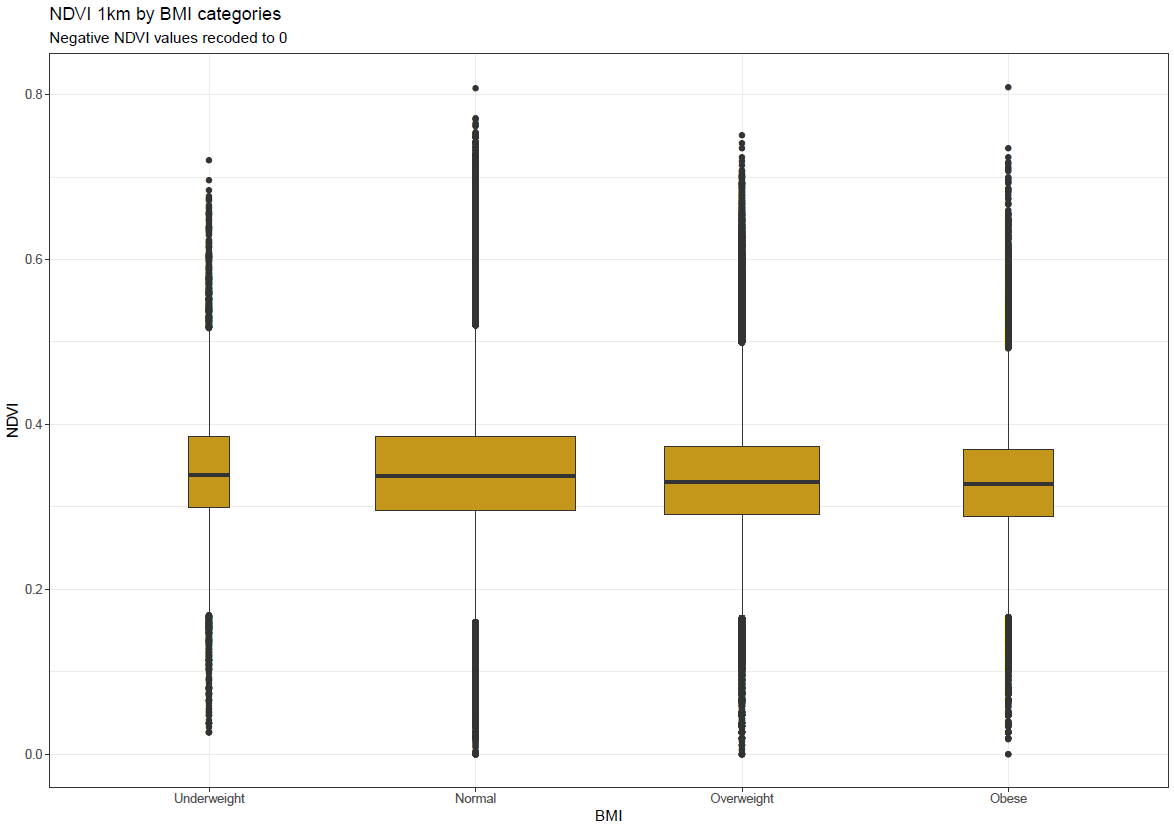 NDVI 1km by BMI categories
Negative NDVI values recoded to 0
NDVI
0.8
0.6
0.4
0.2
0.0
Underweight Normal Overweight Obese
BMI